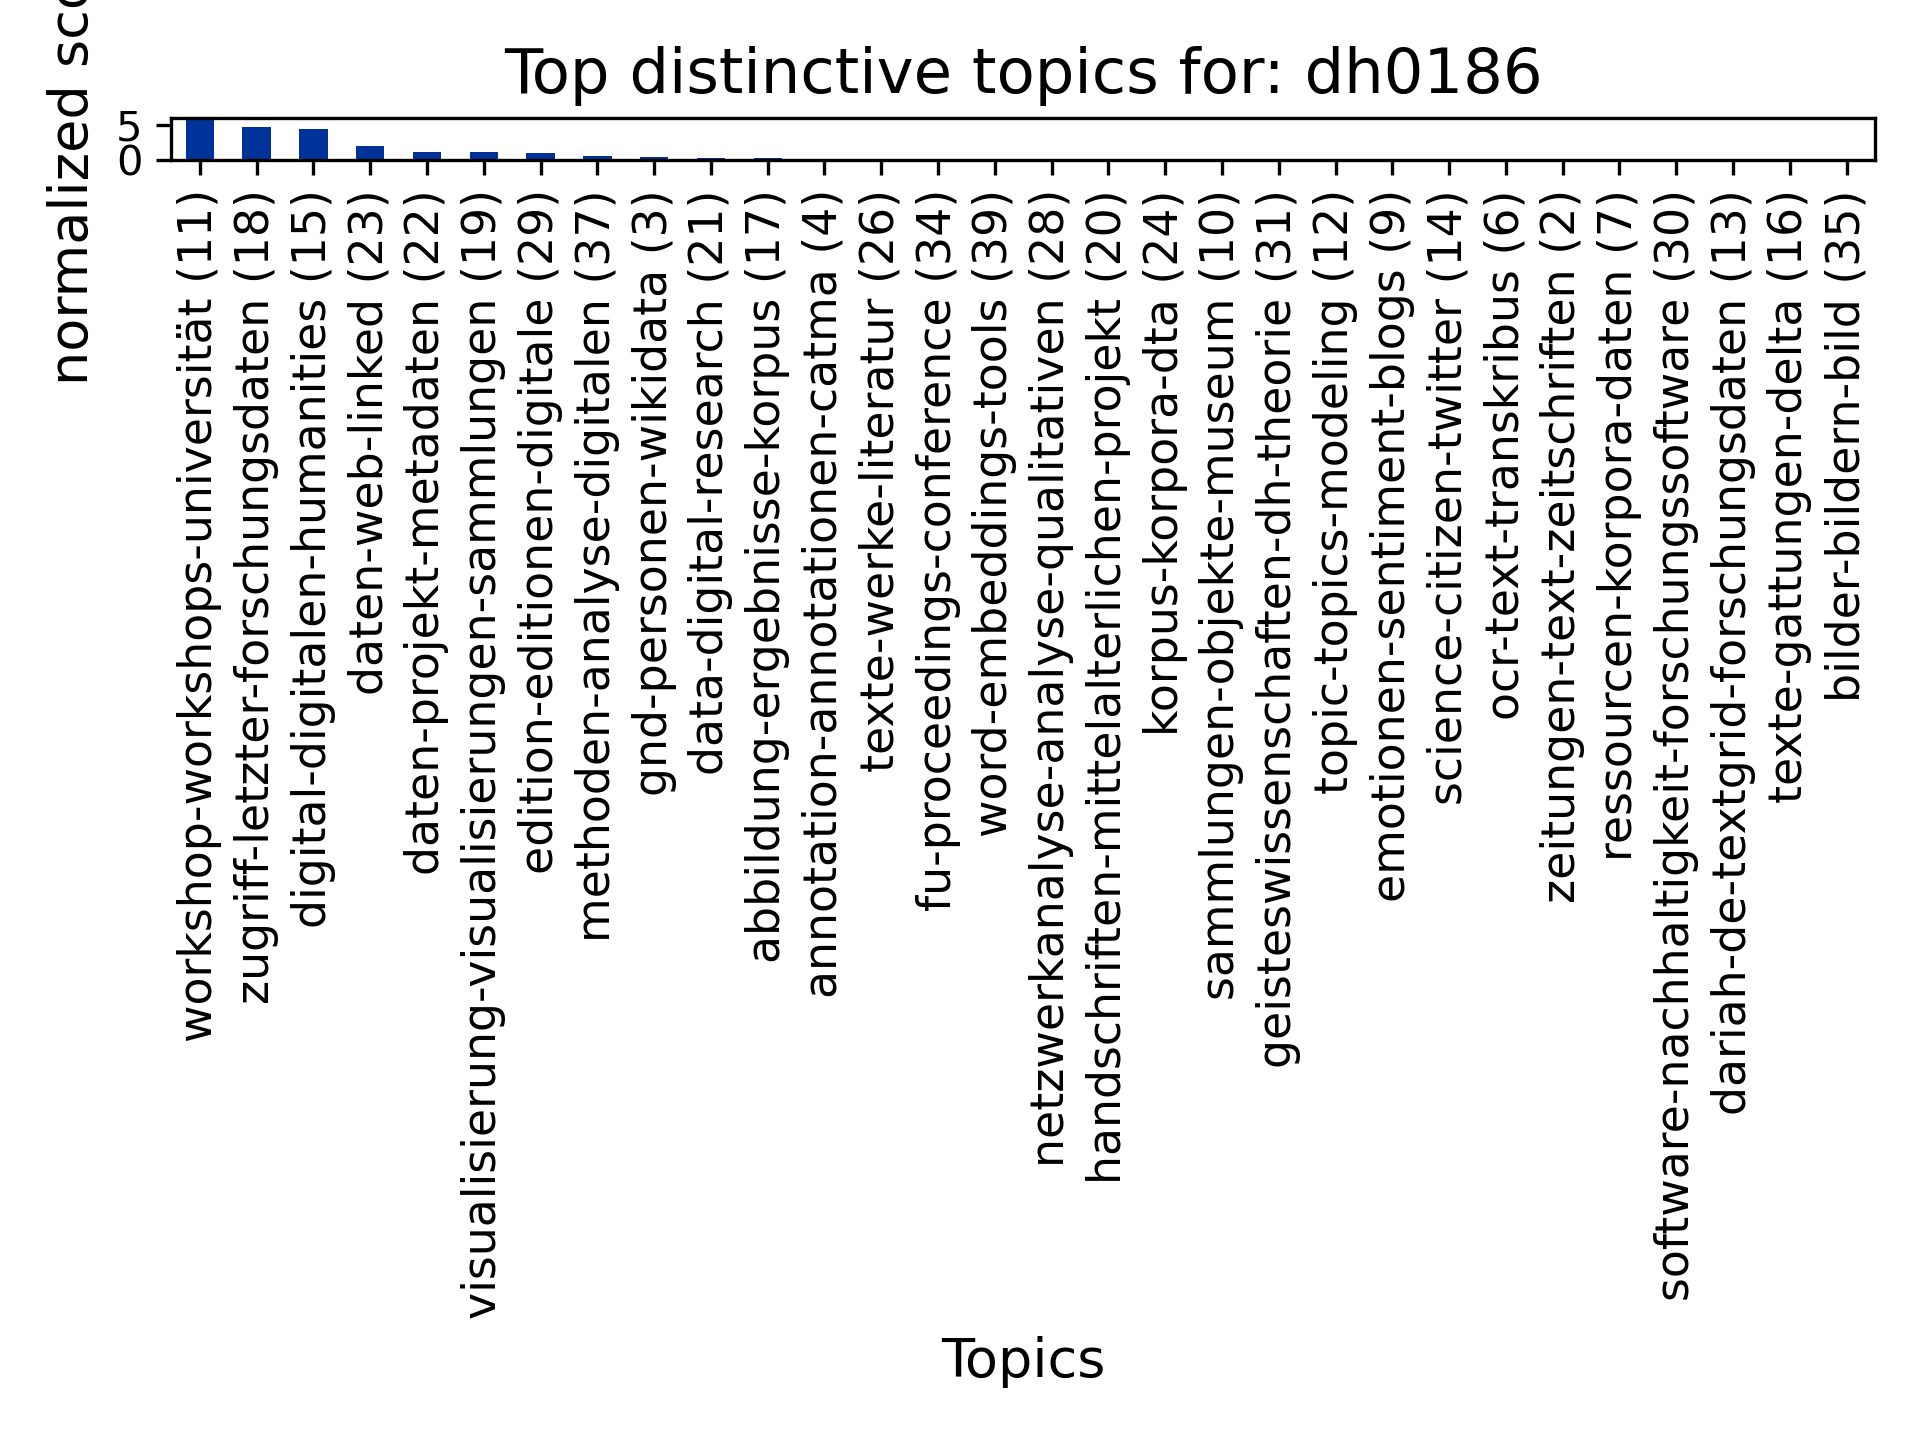 Top distinctive topics for: dh0186
normalized
5
0
workshop-workshops-universität (11)
zugriff-letzter-forschungsdaten (18)
digital-digitalen-humanities (15)
daten-web-linked (23)
daten-projekt-metadaten (22)
visualisierung-visualisierungen-sammlungen (19)
edition-editionen-digitale (29)
methoden-analyse-digitalen (37)
gnd-personen-wikidata (3)
data-digital-research (21)
abbildung-ergebnisse-korpus (17)
annotation-annotationen-catma (4)
texte-werke-literatur (26)
fu-proceedings-conference (34)
word-embeddings-tools (39)
netzwerkanalyse-analyse-qualitativen (28)
handschriften-mittelalterlichen-projekt (20)
korpus-korpora-dta (24)
sammlungen-objekte-museum (10)
geisteswissenschaften-dh-theorie (31)
topic-topics-modeling (12)
emotionen-sentiment-blogs (9)
science-citizen-twitter (14)
ocr-text-transkribus (6)
zeitungen-text-zeitschriften (2)
ressourcen-korpora-daten (7)
software-nachhaltigkeit-forschungssoftware (30)
dariah-de-textgrid-forschungsdaten (13)
texte-gattungen-delta (16)
bilder-bildern-bild (35)
Topics